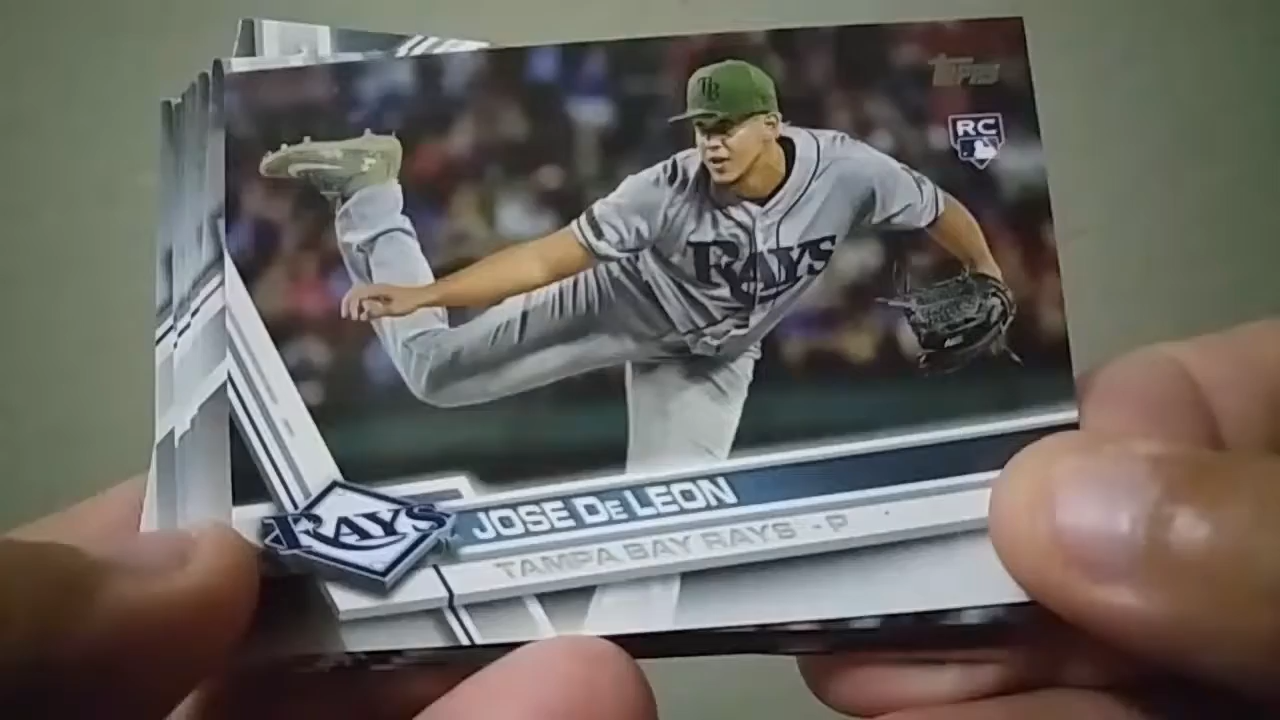 TOPPS
TB
RC
RAYS
RAYS
JOSE DE LEON
TAMPA BAY RAYS - P